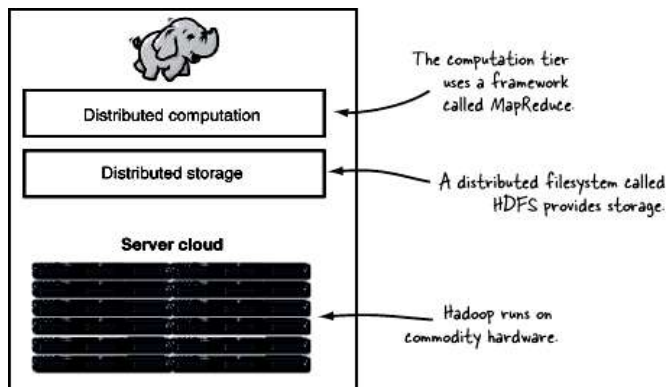 Distributed computation
The computation tier
uses a framework
called MapReduce.
Distributed storage
A distributed filesystem called
HDFS provides storage.
Server cloud
Hadoop runs on
commodity hardware.